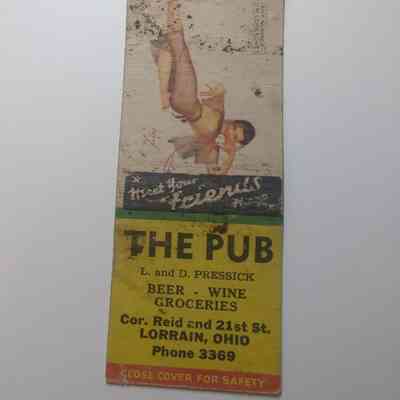 Meet Your
Friends
Here
THE PUB
L. and D. PRESSICK
BEER - WINE
GROCERIES
Cor. Reid and 21st St.
LORRAIN, OHIO
Phone 3369
CLOSE COVER FOR SAFETY